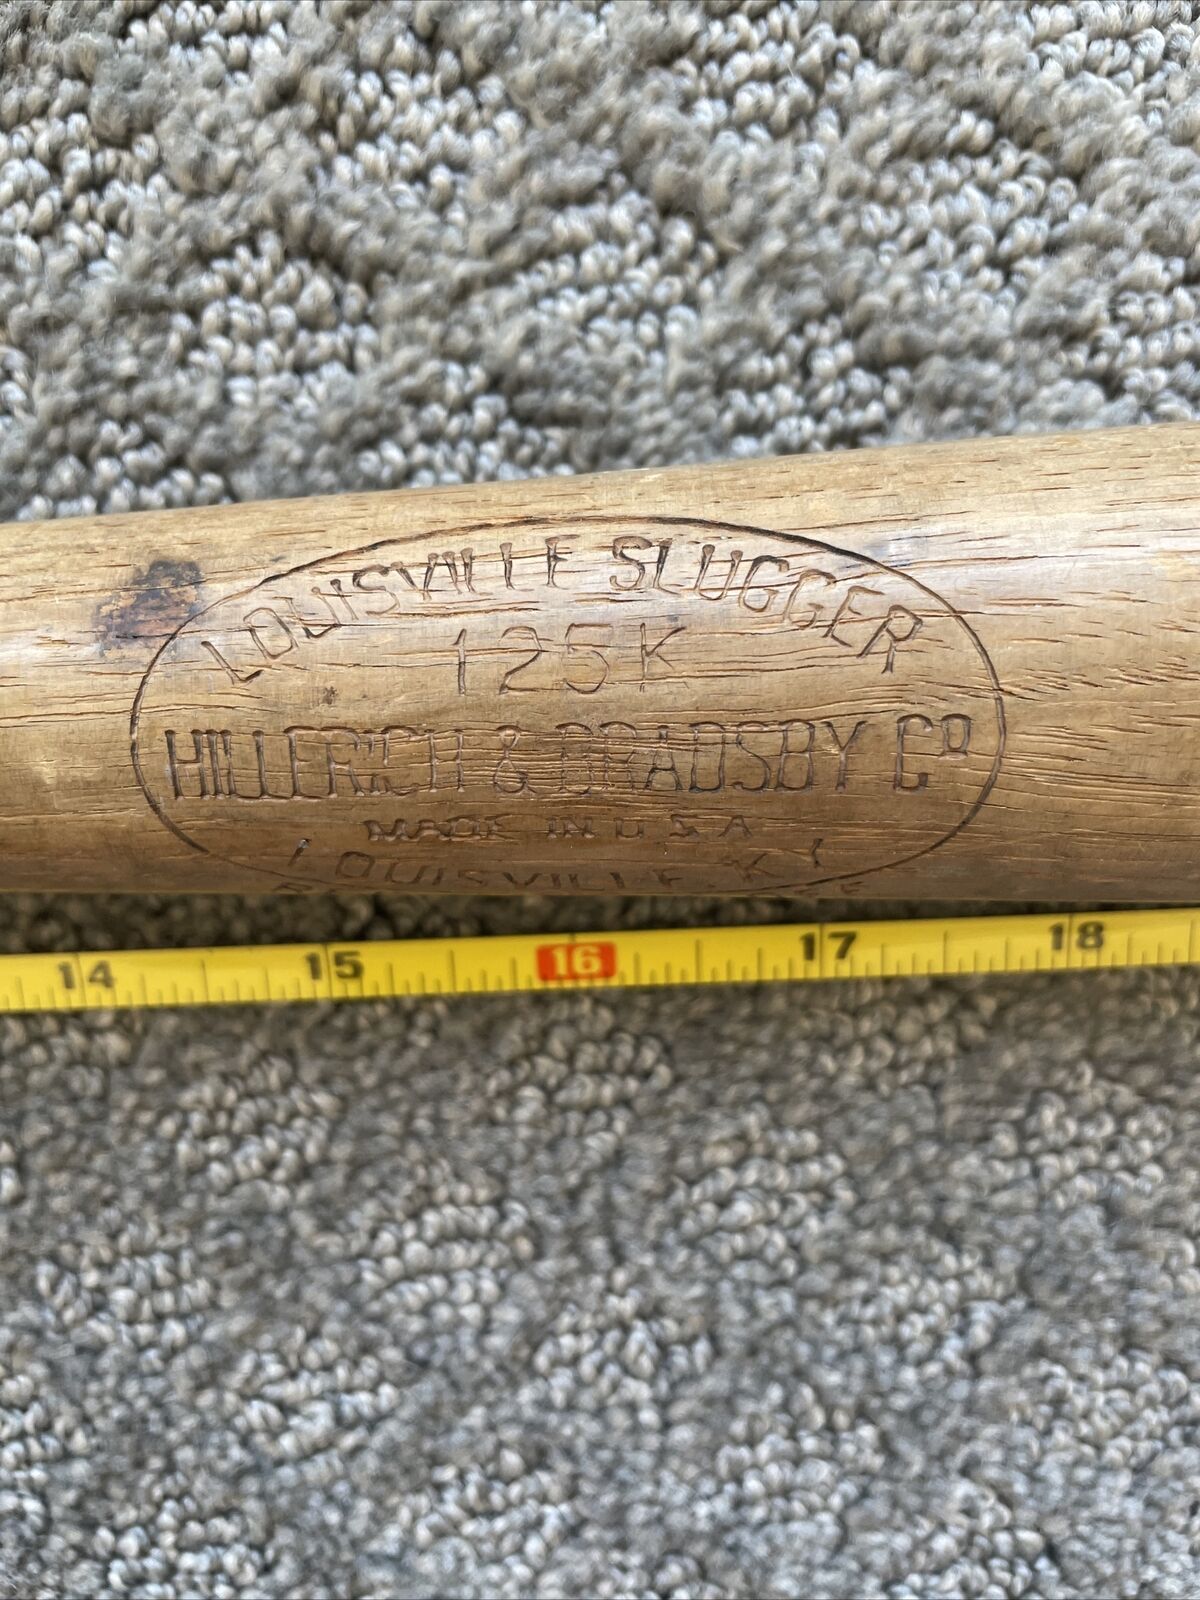 LOUISVILLE SLUGGER
125K
HILLERICH & BRADSBY Cº
MADE IN U S A
LOUISVILLE, KY
14 15 16 17 18